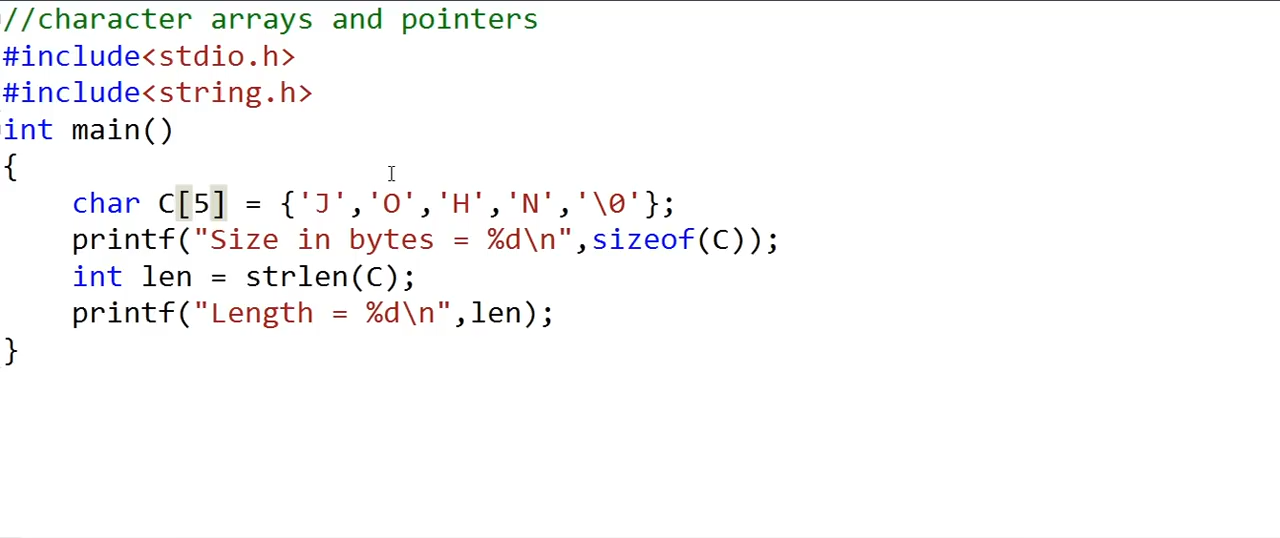 //character arrays and pointers
#include<stdio.h>
#include<string.h>
int main()
{
    char C[5] = {'J','O','H','N','\0'};
    printf("Size in bytes = %d\n",sizeof(C));
    int len = strlen(C);
    printf("Length = %d\n",len);
}